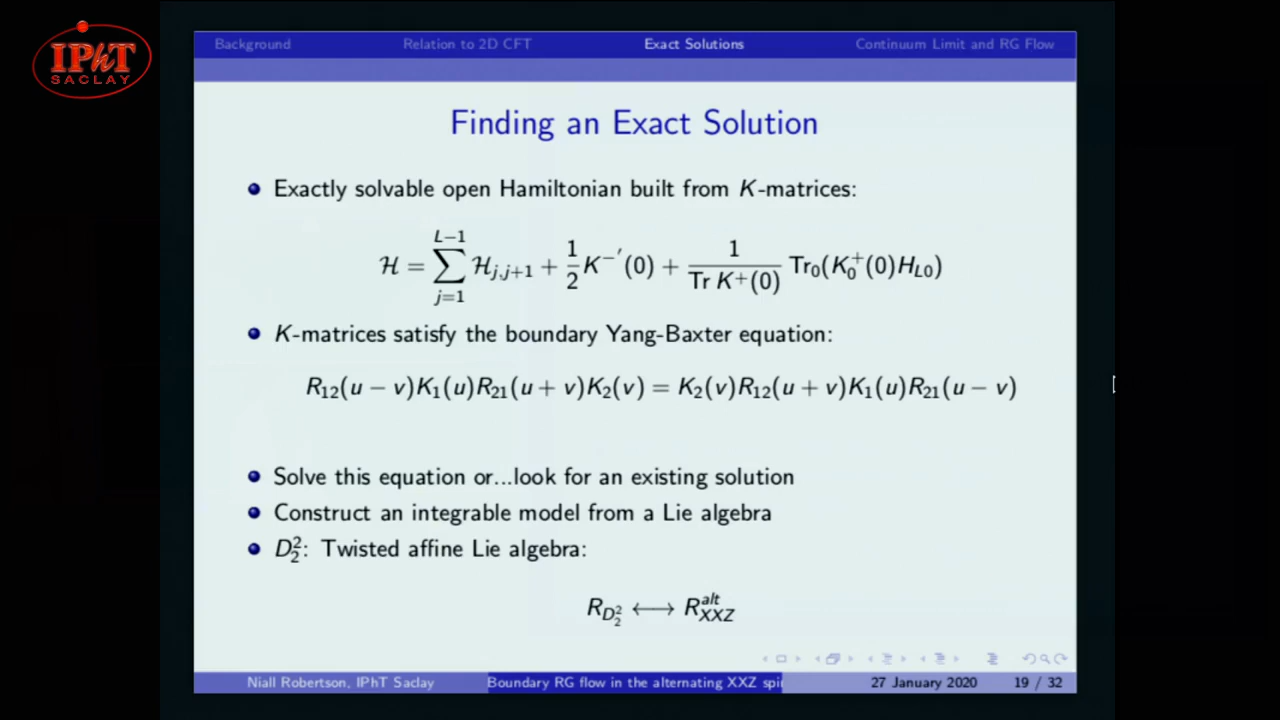 IPhT
SACLAY
Background Relation to 2D CFT Exact Solutions Continuum Limit and RG Flow
Finding an Exact Solution
Exactly solvable open Hamiltonian built from K-matrices:
ℋ = ∑_{j=1}^{L−1} ℋ_{j,j+1} + 1/2 K^{−′}(0) + 1/(Tr K^+(0)) Tr_0(K_0^+(0)H_{L0})
K-matrices satisfy the boundary Yang-Baxter equation:
R_{12}(u − v)K_1(u)R_{21}(u + v)K_2(v) = K_2(v)R_{12}(u + v)K_1(u)R_{21}(u − v)
Solve this equation or...look for an existing solution
Construct an integrable model from a Lie algebra
D_2^2: Twisted affine Lie algebra:
R_{D_2^2} ⟷ R_{XXZ}^{alt}
Niall Robertson, IPhT Saclay Boundary RG flow in the alternating XXZ spi 27 January 2020 19 / 32